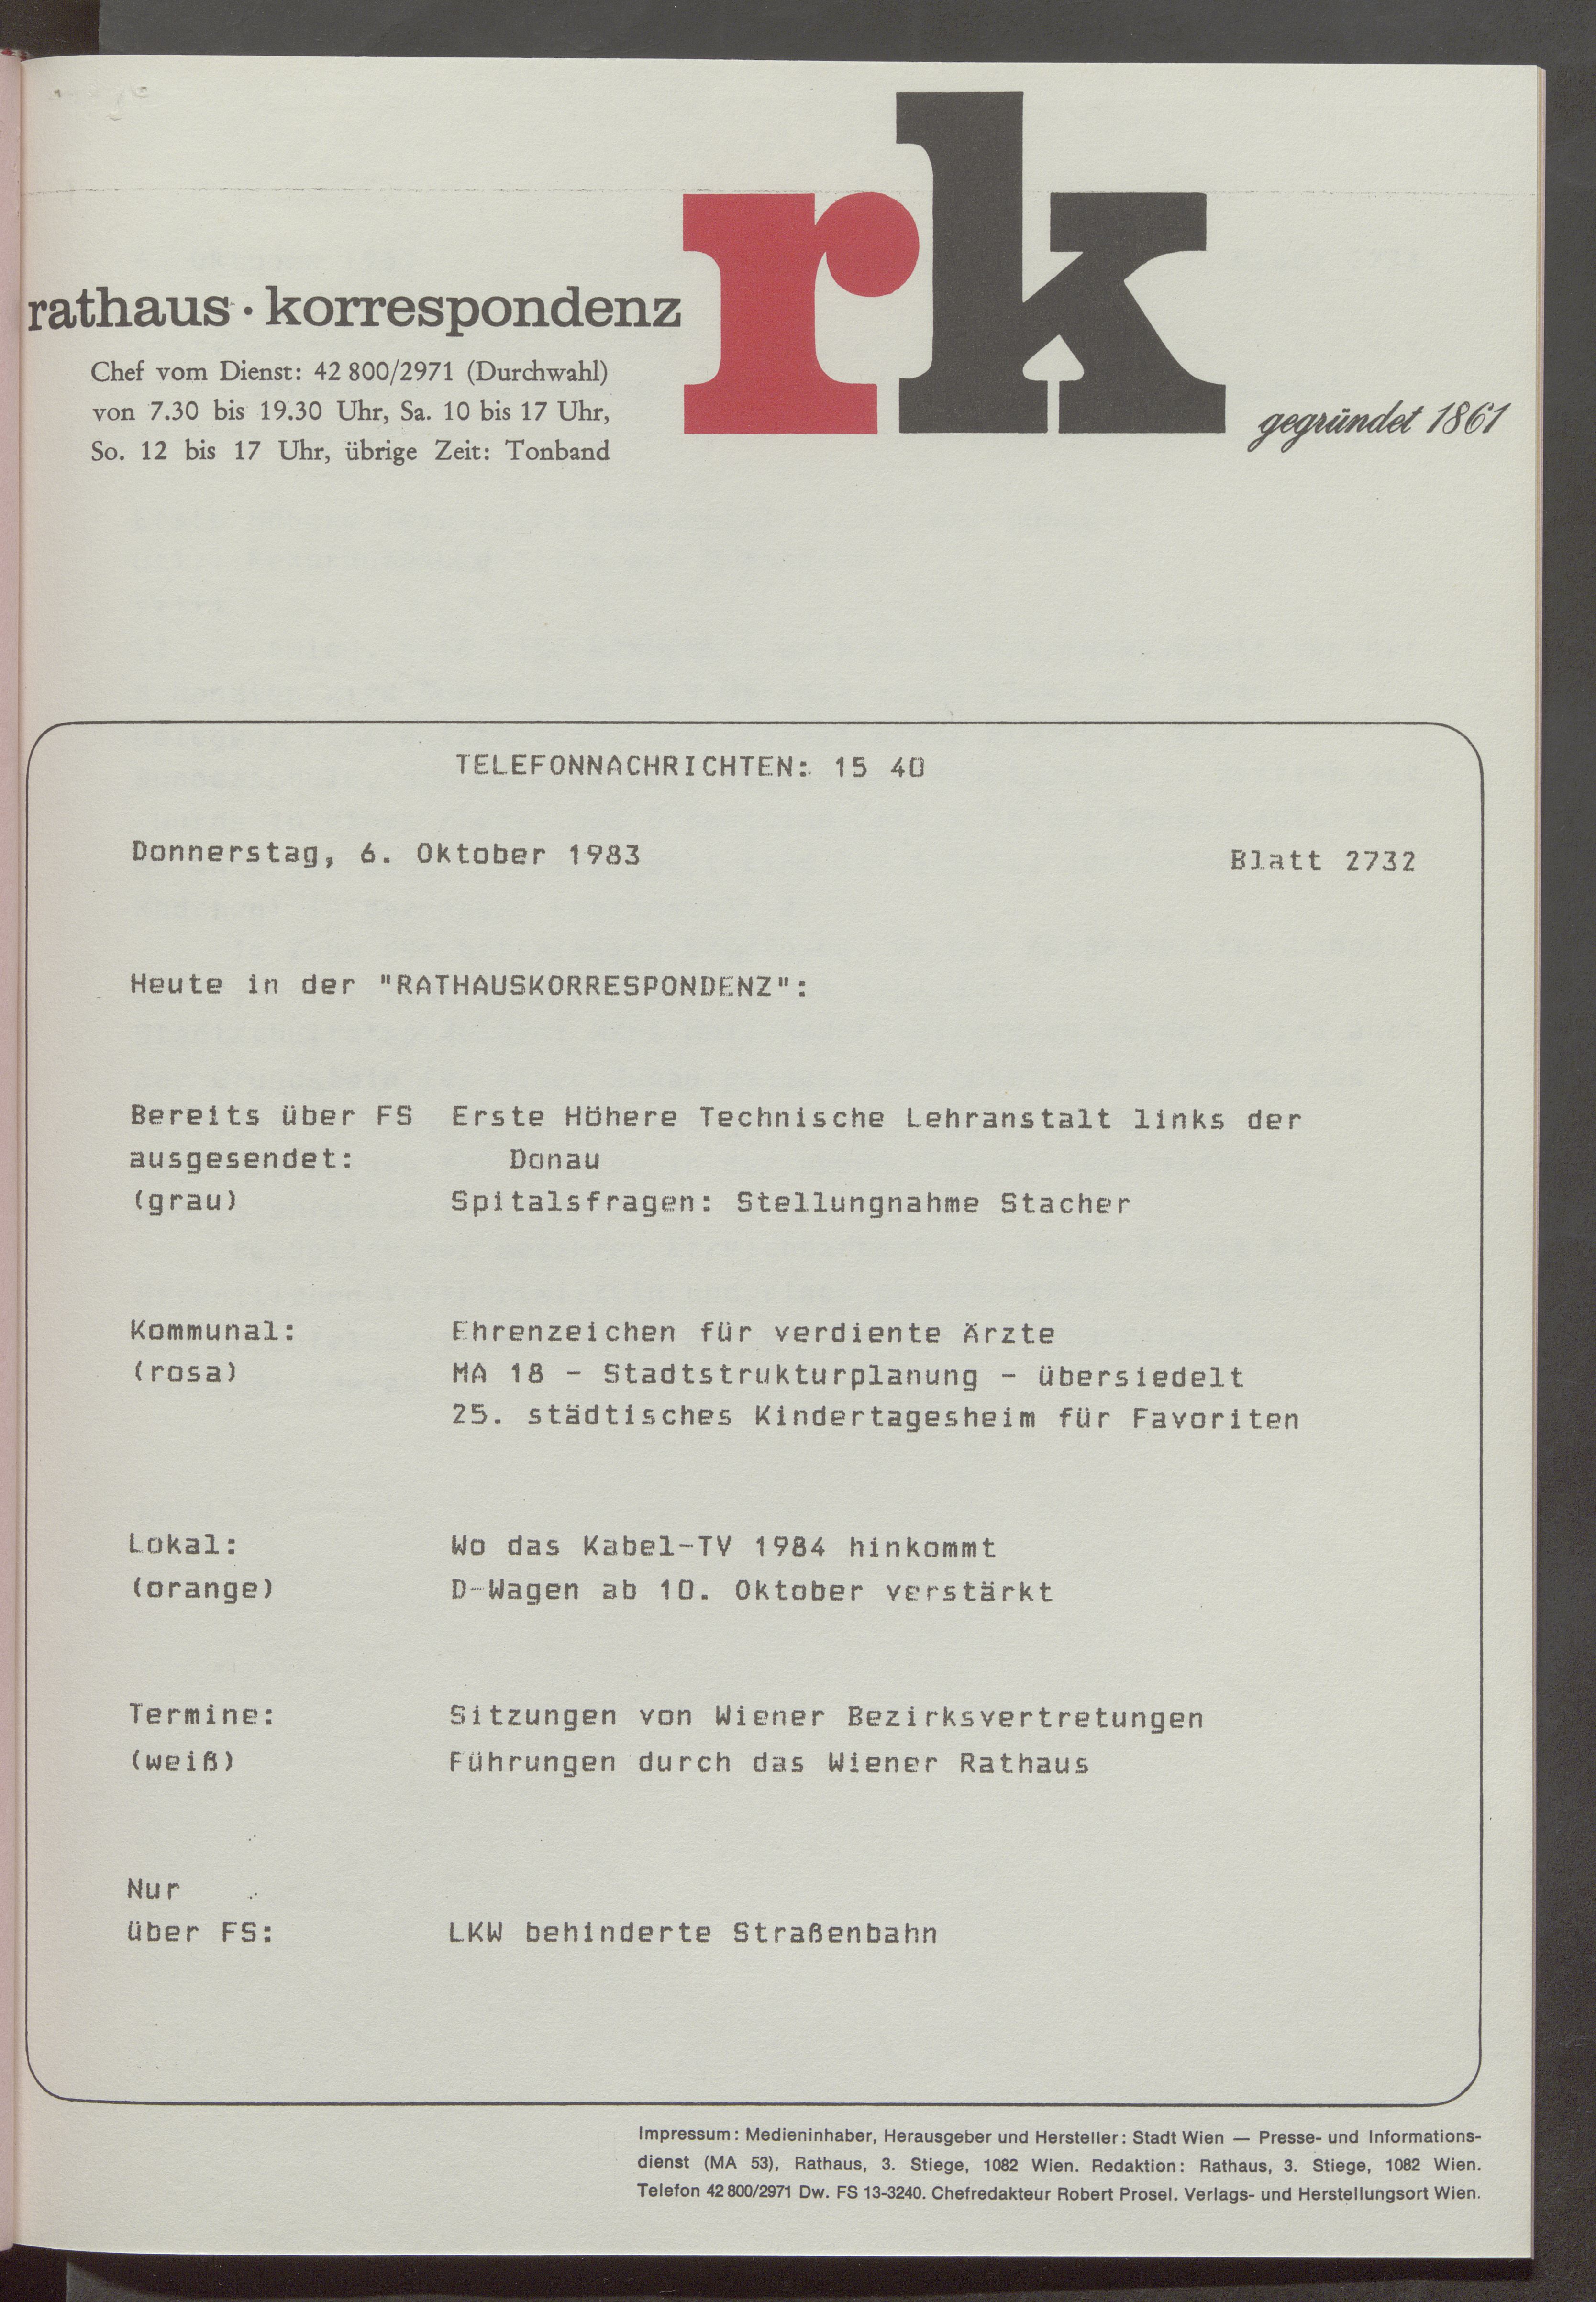 rk
rathaus · korrespondenz
Chef vom Dienst: 42 800/2971 (Durchwahl)
von 7.30 bis 19.30 Uhr, Sa. 10 bis 17 Uhr,
So. 12 bis 17 Uhr, übrige Zeit: Tonband
gegründet 1861
TELEFONNACHRICHTEN: 15 40
Donnerstag, 6. Oktober 1983 Blatt 2732
Heute in der "RATHAUSKORRESPONDENZ":
Bereits über FS Erste Höhere Technische Lehranstalt links der
ausgesendet: Donau
(grau) Spitalsfragen: Stellungnahme Stacher
Kommunal: Ehrenzeichen für verdiente Ärzte
(rosa) MA 18 - Stadtstrukturplanung - übersiedelt
25. städtisches Kindertagesheim für Favoriten
Lokal: Wo das Kabel-TV 1984 hinkommt
(orange) D-Wagen ab 10. Oktober verstärkt
Termine: Sitzungen von Wiener Bezirksvertretungen
(weiß) Führungen durch das Wiener Rathaus
Nur
über FS: LKW behinderte Straßenbahn
Impressum: Medieninhaber, Herausgeber und Hersteller: Stadt Wien — Presse- und Informations-
dienst (MA 53), Rathaus, 3. Stiege, 1082 Wien. Redaktion: Rathaus, 3. Stiege, 1082 Wien.
Telefon 42 800/2971 Dw. FS 13-3240. Chefredakteur Robert Prosel. Verlags- und Herstellungsort Wien.